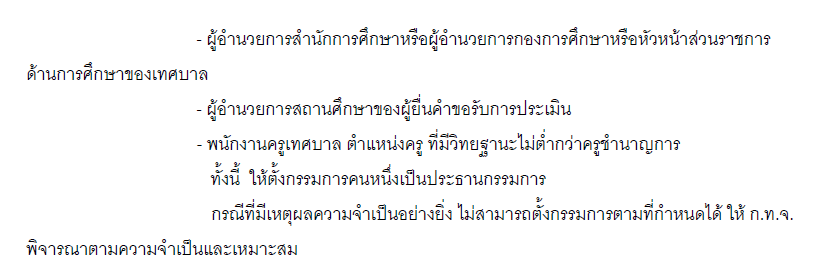 - ผู้อำนวยการสำนักการศึกษาหรือผู้อำนวยการกองการศึกษาหรือหัวหน้าส่วนราชการ
ด้านการศึกษาของเทศบาล
- ผู้อำนวยการสถานศึกษาของผู้ยื่นคำขอรับการประเมิน
- พนักงานครูเทศบาล ตำแหน่งครู ที่มีวิทยฐานะไม่ต่ำกว่าครูชำนาญการ
ทั้งนี้ ให้ตั้งกรรมการคนหนึ่งเป็นประธานกรรมการ
กรณีที่มีเหตุผลความจำเป็นอย่างยิ่ง ไม่สามารถตั้งกรรมการตามที่กำหนดได้ ให้ ก.ท.จ.
พิจารณาตามความจำเป็นและเหมาะสม